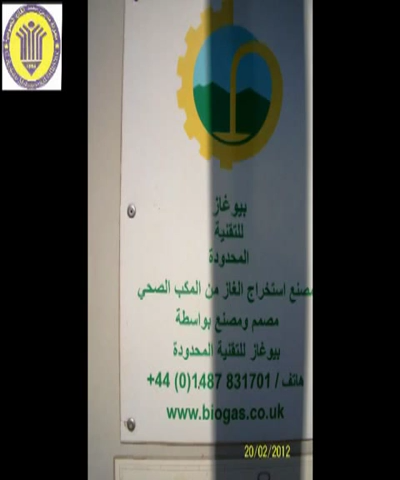 بيوغاز
للتقنية
المحدودة
مصنع استخراج الغاز من المكب الصحي
مصمم ومصنع بواسطة
بيوغاز للتقنية المحدودة
هاتف / 831701 1487(0) 44+
www.biogas.co.uk
20/02/2012